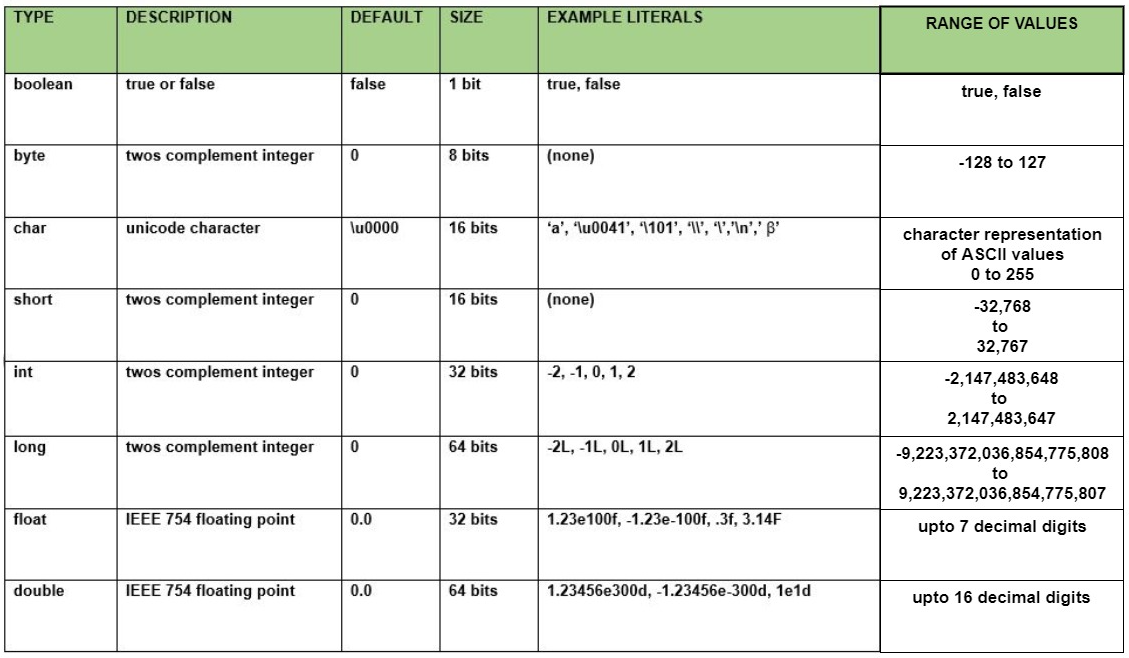 TYPE DESCRIPTION DEFAULT SIZE EXAMPLE LITERALS RANGE OF VALUES
boolean true or false false 1 bit true, false true, false
byte twos complement integer 0 8 bits (none) -128 to 127
char unicode character \u0000 16 bits ‘a’, ‘\u0041’, ‘\101’, ‘\\’, ‘\’,’\n’,’ β’ character representation
of ASCII values
0 to 255
short twos complement integer 0 16 bits (none) -32,768
to
32,767
int twos complement integer 0 32 bits -2, -1, 0, 1, 2 -2,147,483,648
to
2,147,483,647
long twos complement integer 0 64 bits -2L, -1L, 0L, 1L, 2L -9,223,372,036,854,775,808
to
9,223,372,036,854,775,807
float IEEE 754 floating point 0.0 32 bits 1.23e100f, -1.23e-100f, .3f, 3.14F upto 7 decimal digits
double IEEE 754 floating point 0.0 64 bits 1.23456e300d, -1.23456e-300d, 1e1d upto 16 decimal digits